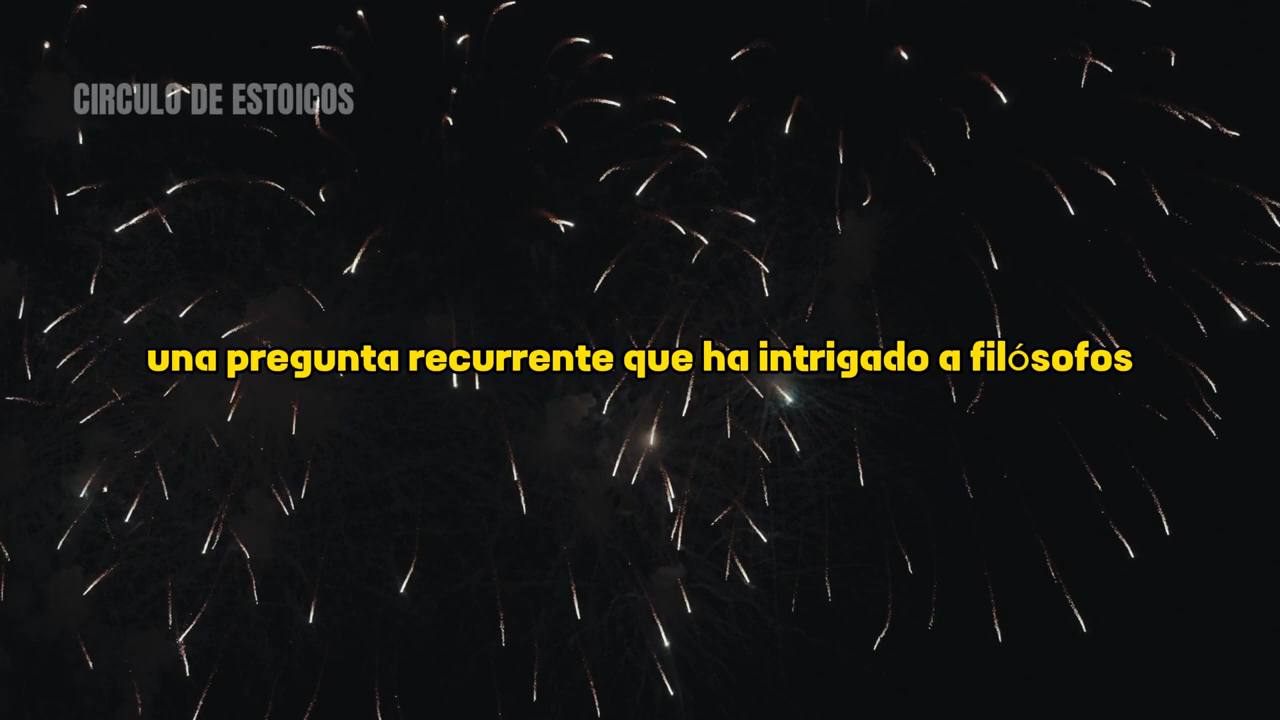 CIRCULO DE ESTOICOS
una pregunta recurrente que ha intrigado a filósofos